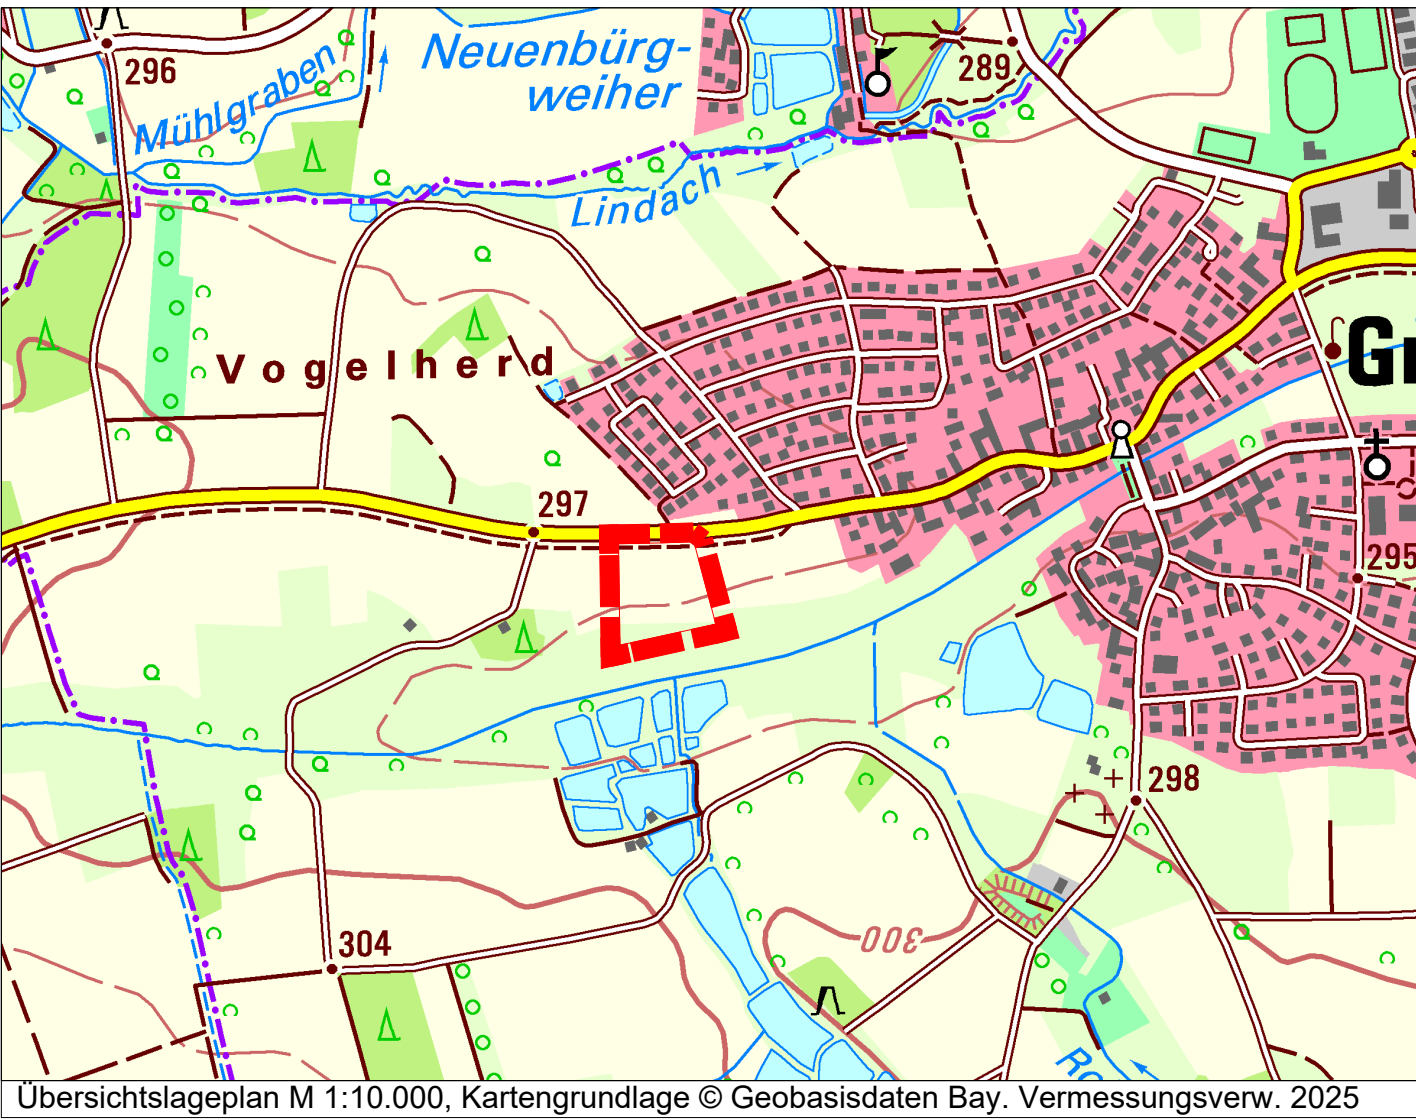 296
Mühlgraben
Neuenbürg-
weiher
289
Lindach
Vogelherd
297
295
298
300
304
Übersichtslageplan M 1:10.000, Kartengrundlage © Geobasisdaten Bay. Vermessungsverw. 2025